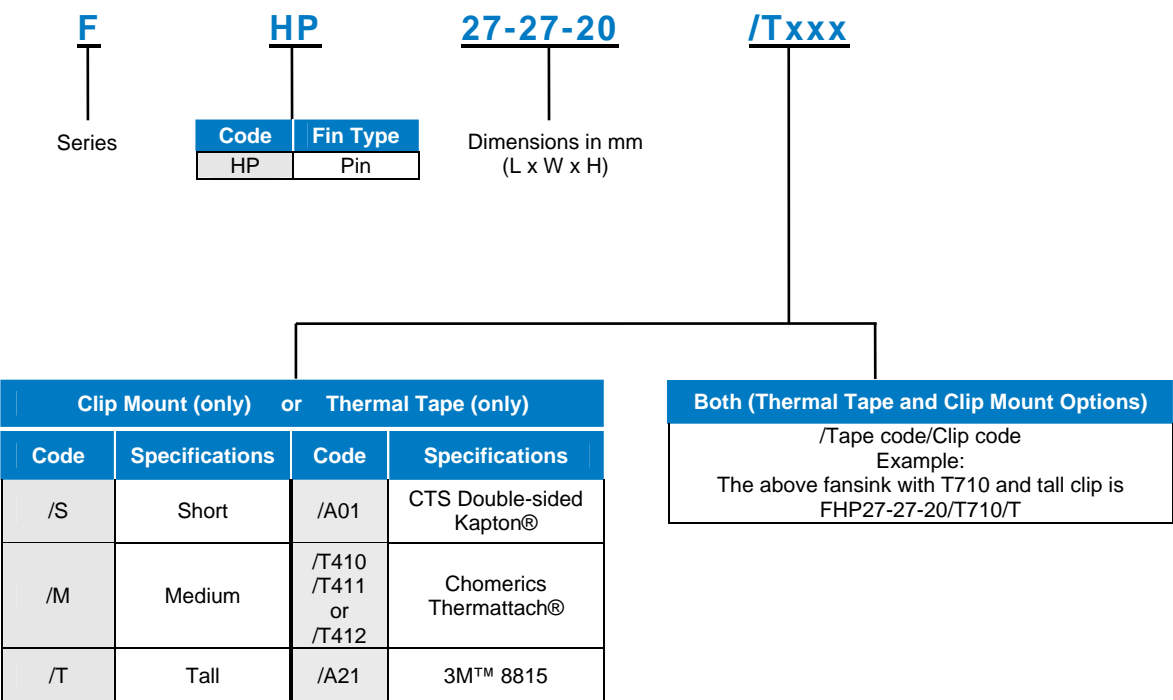 F HP 27-27-20 /Txxx
Series
Code Fin Type
HP Pin
Dimensions in mm
(L x W x H)
Clip Mount (only) or Thermal Tape (only)
Code Specifications Code Specifications
/S Short /A01 CTS Double-sided
Kapton®
/M Medium /T410
/T411
or
/T412
Chomerics
Thermattach®
/T Tall /A21 3M™ 8815
Both (Thermal Tape and Clip Mount Options)
/Tape code/Clip code
Example:
The above fansink with T710 and tall clip is
FHP27-27-20/T710/T